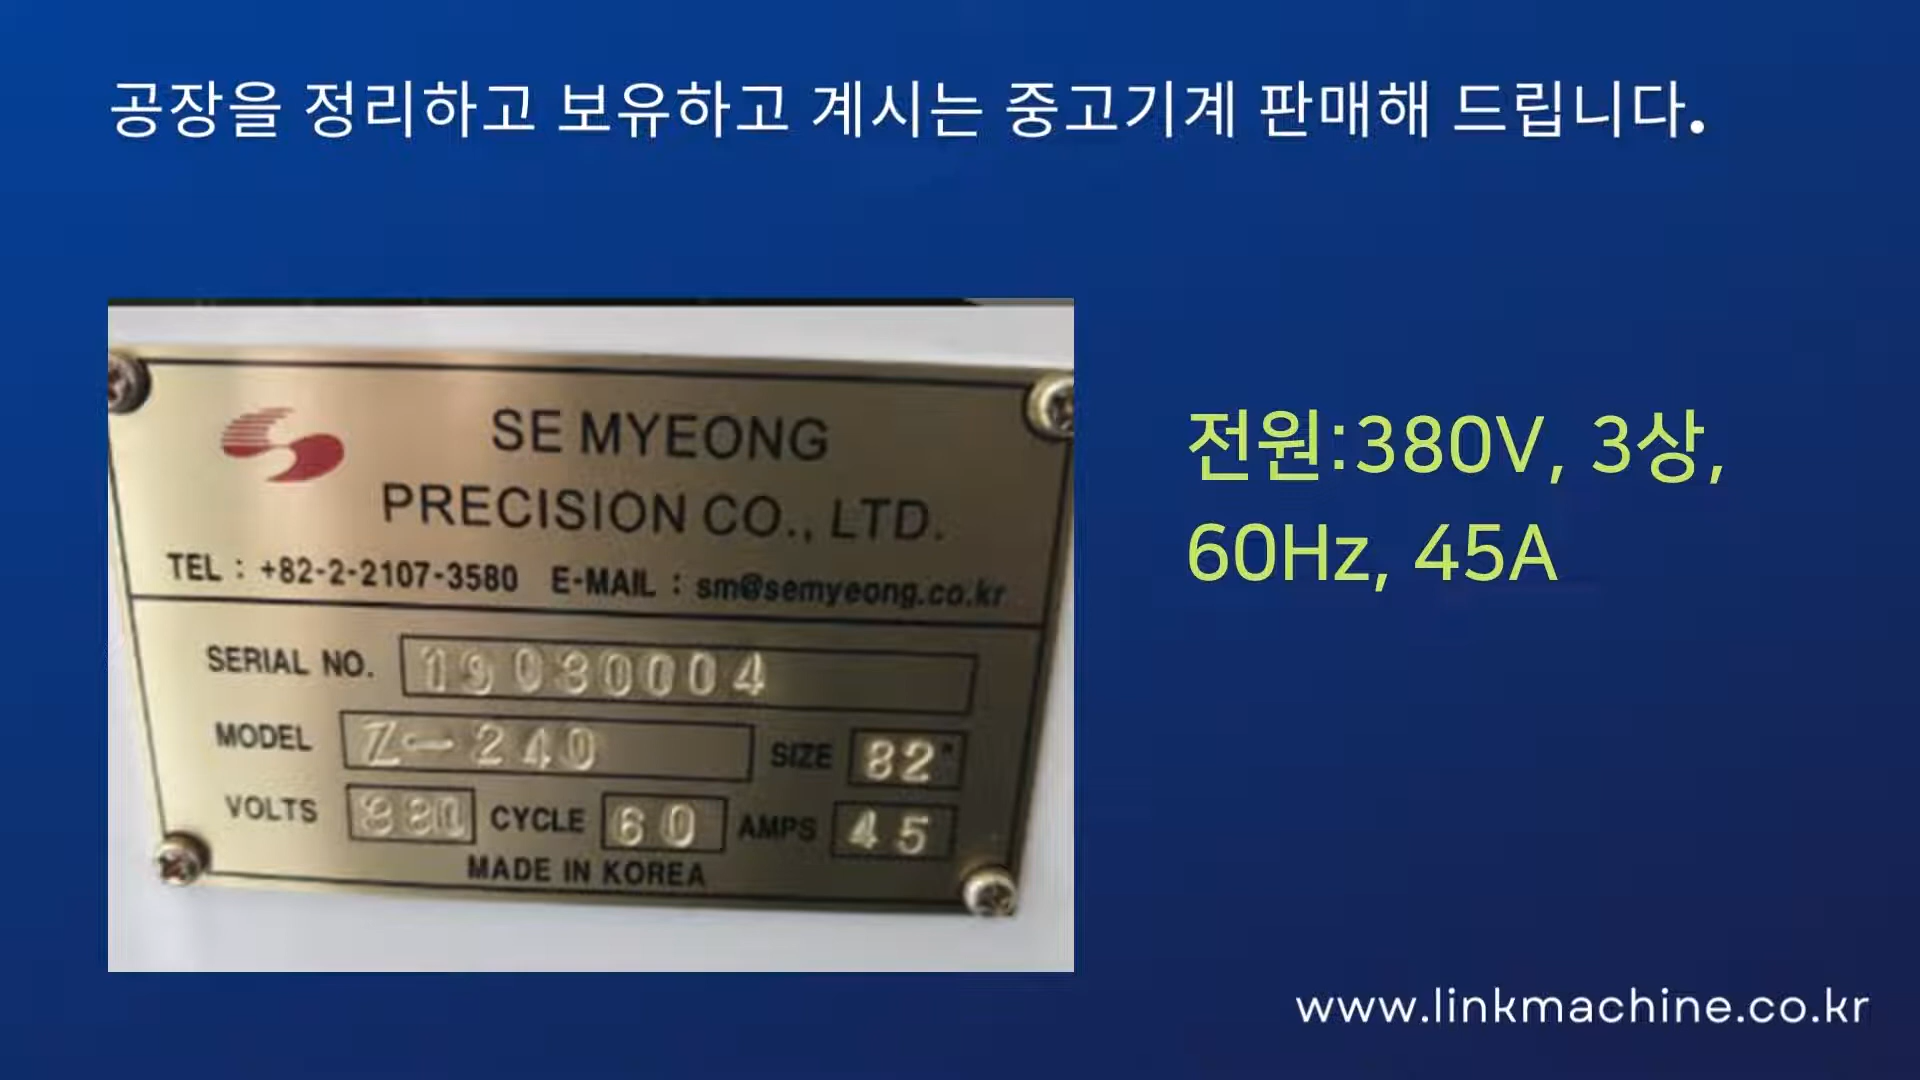 공장을 정리하고 보유하고 계시는 중고기계 판매해 드립니다.
SE MYEONG
PRECISION CO., LTD.
TEL : +82-2-2107-3580 E-MAIL : sm@semyeong.co.kr
SERIAL NO. 19030004
MODEL Z-240 SIZE 82"
VOLTS 380 CYCLE 60 AMPS 45
MADE IN KOREA
전원:380V, 3상,
60Hz, 45A
www.linkmachine.co.kr